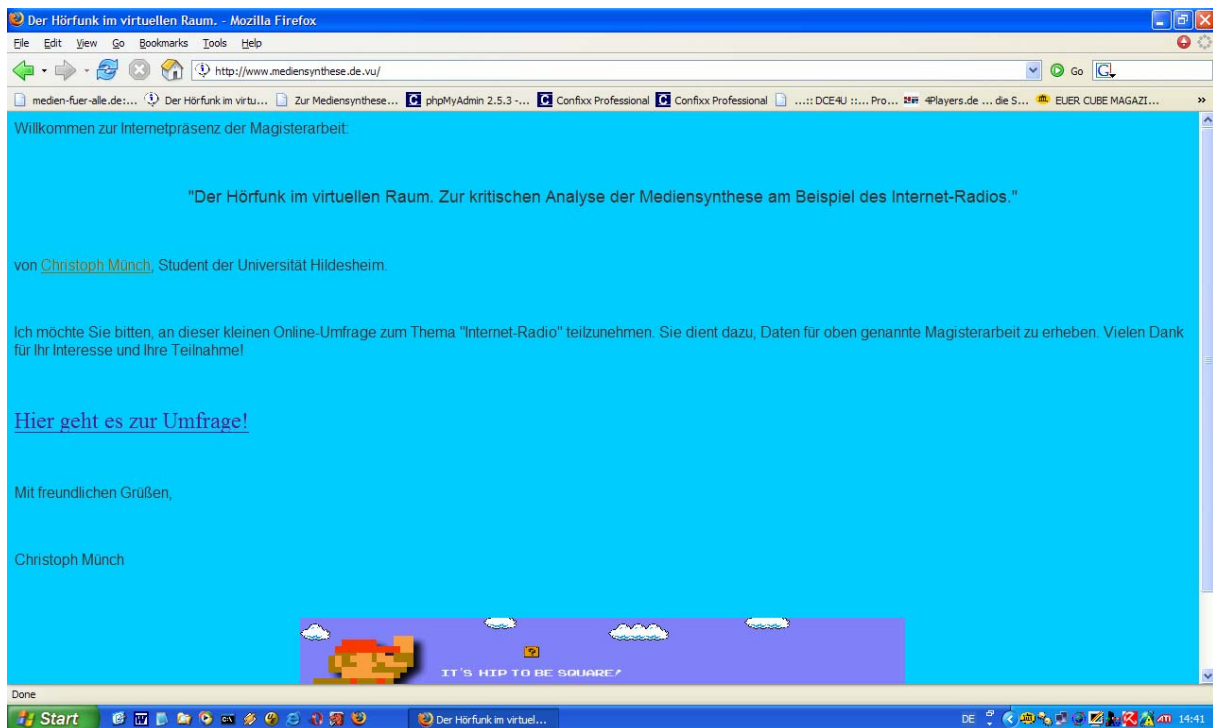 Der Hörfunk im virtuellen Raum. - Mozilla Firefox
File Edit View Go Bookmarks Tools Help
http://www.mediensynthese.de.vu/ Go
medien-fuer-alle.de:... Der Hörfunk im virtu... Zur Mediensynthese... phpMyAdmin 2.5.3 -... Confixx Professional Confixx Professional ...:: DCE4U ::... Pro... 4Players.de ... die S... EUER CUBE MAGAZI... »
Willkommen zur Internetpräsenz der Magisterarbeit:
"Der Hörfunk im virtuellen Raum. Zur kritischen Analyse der Mediensynthese am Beispiel des Internet-Radios."
von Christoph Münch, Student der Universität Hildesheim.
Ich möchte Sie bitten, an dieser kleinen Online-Umfrage zum Thema "Internet-Radio" teilzunehmen. Sie dient dazu, Daten für oben genannte Magisterarbeit zu erheben. Vielen Dank
für Ihr Interesse und Ihre Teilnahme!
Hier geht es zur Umfrage!
Mit freundlichen Grüßen,
Christoph Münch
?
IT'S HIP TO BE SQUARE!
Done
Start Der Hörfunk im virtuel... DE 14:41